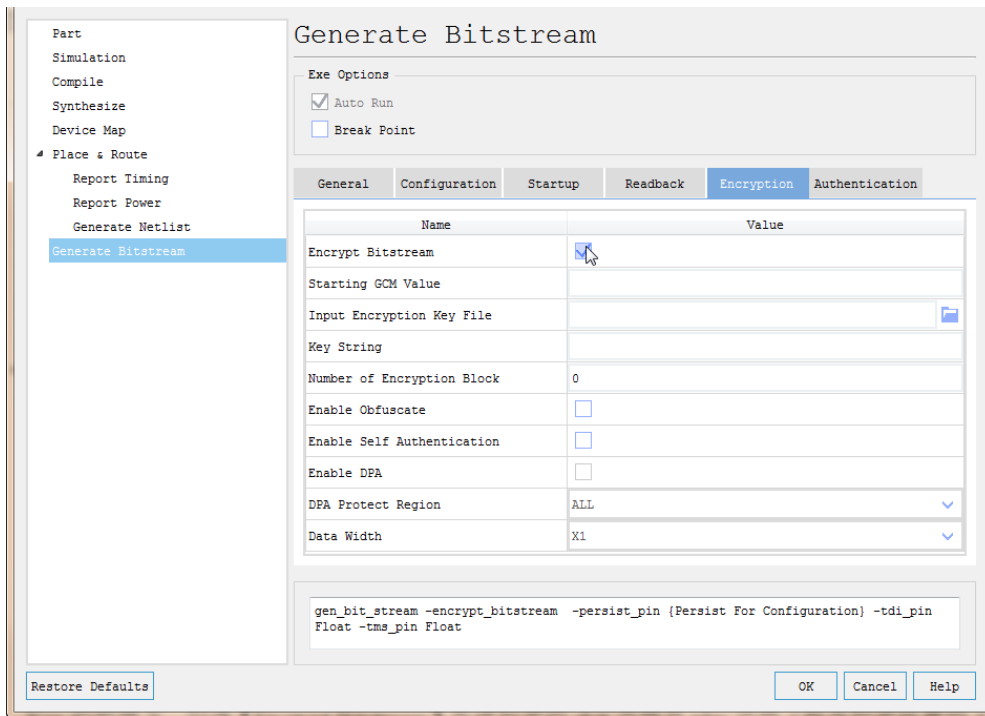 Part
Simulation
Compile
Synthesize
Device Map
Place & Route
Report Timing
Report Power
Generate Netlist
Generate Bitstream
Generate Bitstream
Exe Options
Auto Run
Break Point
General Configuration Startup Readback Encryption Authentication
Name Value
Encrypt Bitstream
Starting GCM Value
Input Encryption Key File
Key String
Number of Encryption Block 0
Enable Obfuscate
Enable Self Authentication
Enable DPA
DPA Protect Region ALL
Data Width X1
gen_bit_stream -encrypt_bitstream -persist_pin {Persist For Configuration} -tdi_pin
Float -tms_pin Float
Restore Defaults OK Cancel Help